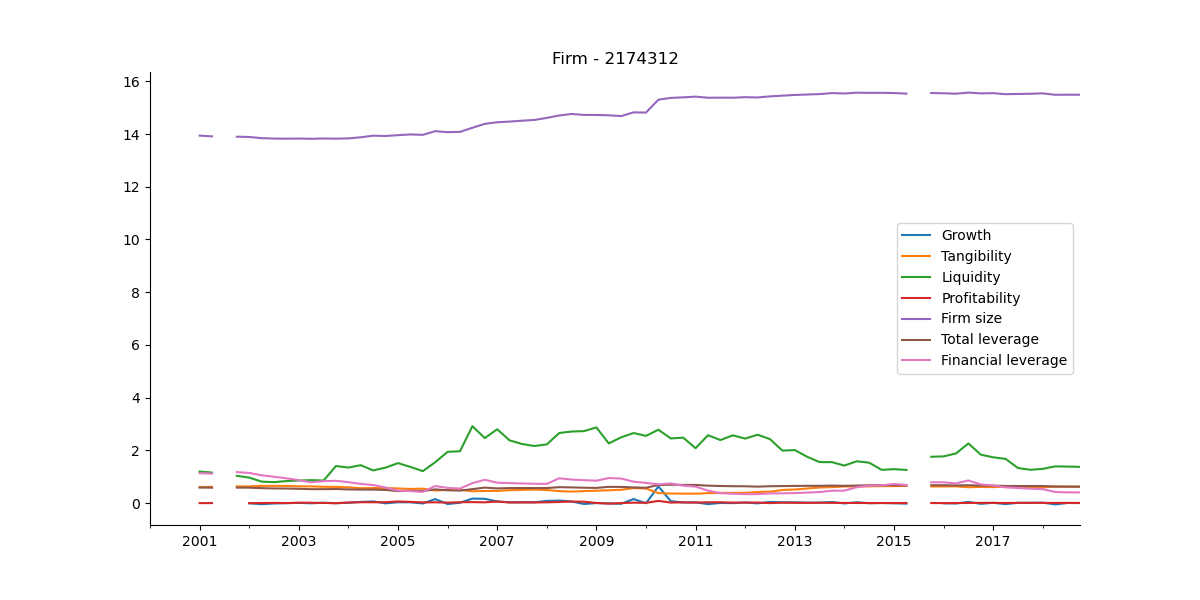 Firm - 2174312
16
14
12
10
8
6
4
2
0
Growth
Tangibility
Liquidity
Profitability
Firm size
Total leverage
Financial leverage
2001 2003 2005 2007 2009 2011 2013 2015 2017